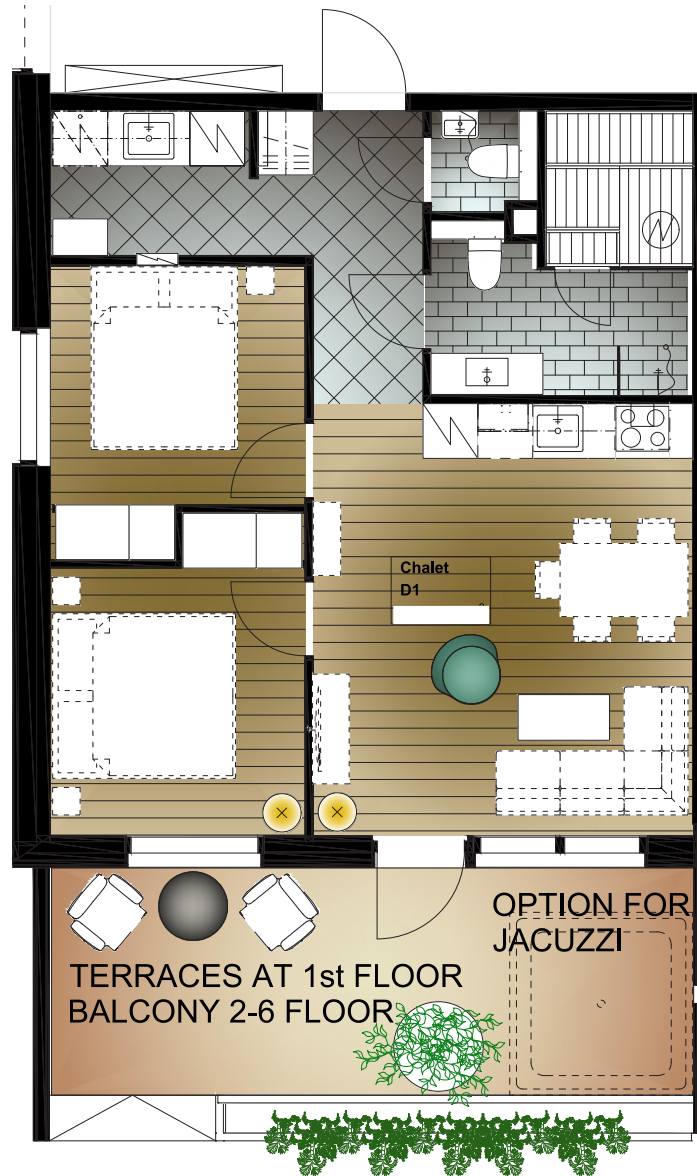 Chalet
D1
OPTION FOR
JACUZZI
TERRACES AT 1st FLOOR
BALCONY 2-6 FLOOR